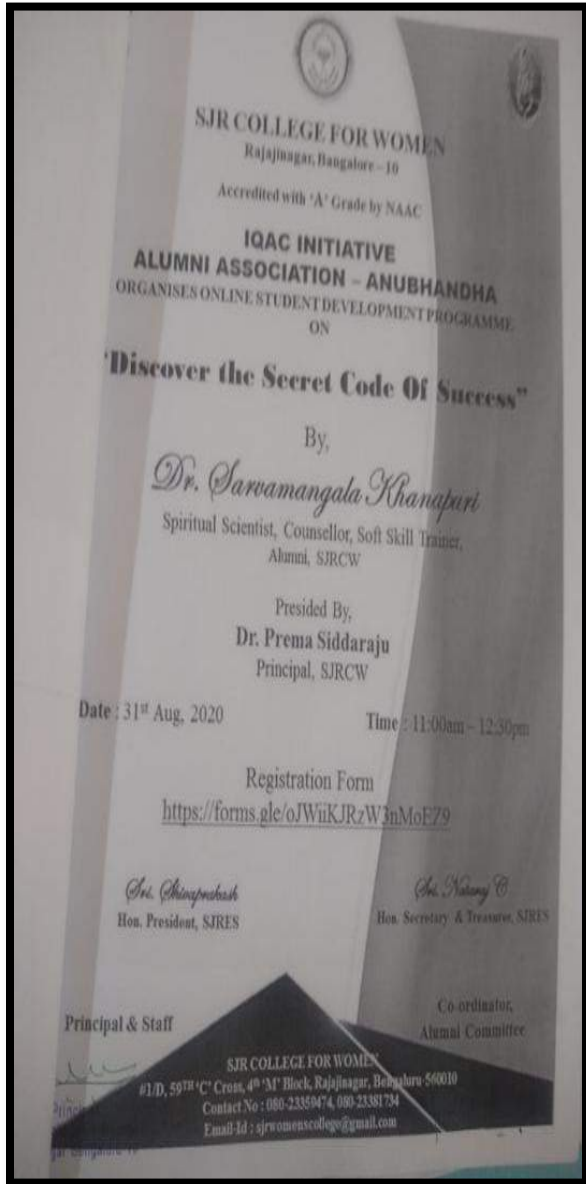 SJR COLLEGE FOR WOMEN
Rajajinagar, Bangalore – 10
Accredited with 'A' Grade by NAAC
IQAC INITIATIVE
ALUMNI ASSOCIATION – ANUBHANDHA
ORGANISES ONLINE STUDENT DEVELOPMENT PROGRAMME
ON
"Discover the Secret Code Of Success"
By,
Dr. Sarvamangala Khanapuri
Spiritual Scientist, Counsellor, Soft Skill Trainer,
Alumni, SJRCW
Presided By,
Dr. Prema Siddaraju
Principal, SJRCW
Date : 31st Aug, 2020 Time : 11:00am – 12:30pm
Registration Form
https://forms.gle/oJWiiKJRzW3nMoEZ9
Sri. Shivaprakash Sri. Nataraj C
Hon. President, SJRES Hon. Secretary & Treasurer, SJRES
Principal & Staff
Co-ordinator,
Alumni Committee
SJR COLLEGE FOR WOMEN
#1/D, 59TH 'C' Cross, 4th 'M' Block, Rajajinagar, Bengaluru-560010
Contact No : 080-23359474, 080-23381734
Email-Id : sjrwomenscollege@gmail.com